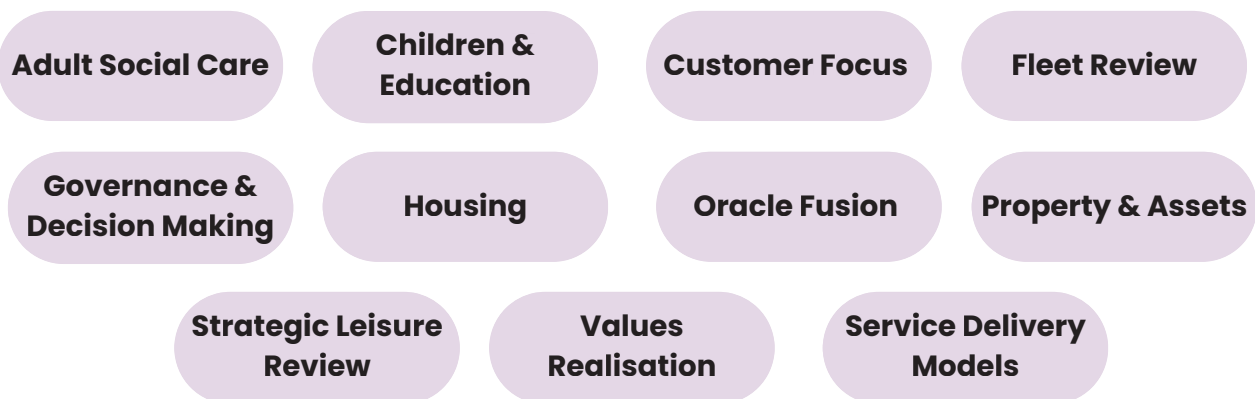 Adult Social Care
Children &
Education
Customer Focus
Fleet Review
Governance &
Decision Making
Housing
Oracle Fusion
Property & Assets
Strategic Leisure
Review
Values
Realisation
Service Delivery
Models